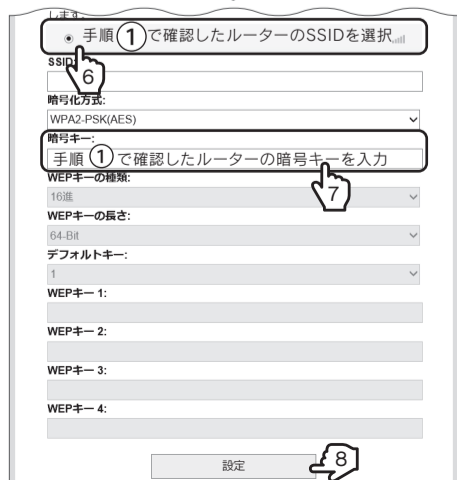 します。
手順①で確認したルーターのSSIDを選択
6
SSID:
暗号化方式:
WPA2-PSK(AES)
暗号キー:
手順①で確認したルーターの暗号キーを入力
7
WEPキーの種類:
16進
WEPキーの長さ:
64-Bit
デフォルトキー:
1
WEPキー 1:
WEPキー 2:
WEPキー 3:
WEPキー 4:
設定
8